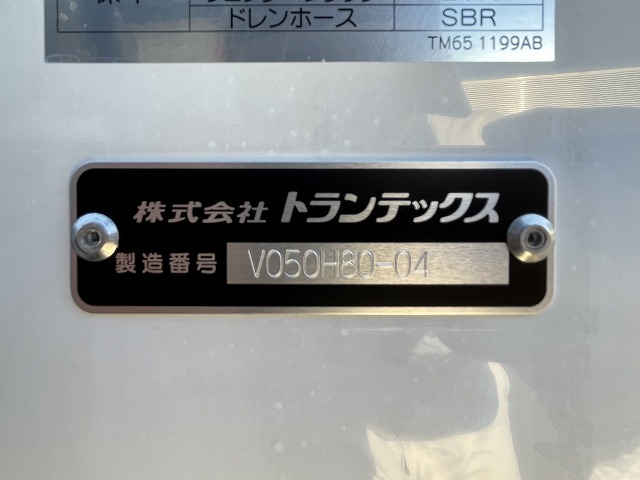 ドレンホース SBR
TM65 1199AB
株式会社 トランテックス
製造番号 V050H80-04